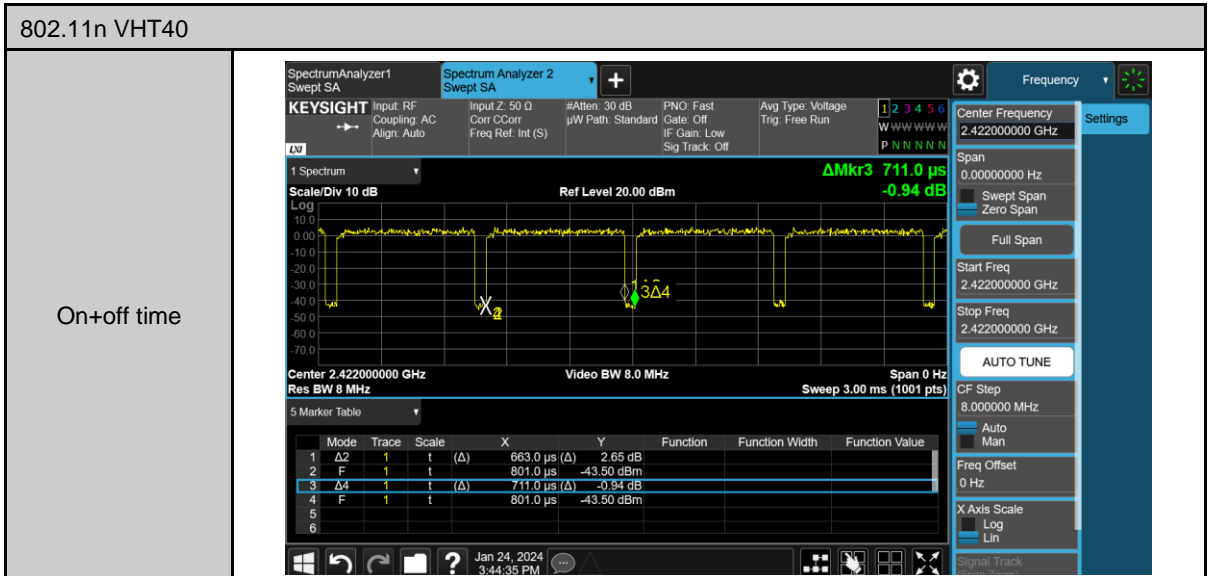 802.11n VHT40
On+off time
SpectrumAnalyzer1
Swept SA
Spectrum Analyzer 2
Swept SA
Frequency
KEYSIGHT
Input: RF
Coupling: AC
Align: Auto
Input Z: 50 Ω
Corr CCorr
Freq Ref: Int (S)
#Atten: 30 dB
µW Path: Standard
PNO: Fast
Gate: Off
IF Gain: Low
Sig Track: Off
Avg Type: Voltage
Trig: Free Run
1 2 3 4 5 6
W W W W W W
P N N N N N
LXI
1 Spectrum
ΔMkr3 711.0 µs
-0.94 dB
Scale/Div 10 dB
Ref Level 20.00 dBm
Log
10.0
0.00
-10.0
-20.0
-30.0
-40.0
-50.0
-60.0
-70.0
3Δ4
Center 2.422000000 GHz
Video BW 8.0 MHz
Span 0 Hz
Res BW 8 MHz
Sweep 3.00 ms (1001 pts)
5 Marker Table
Mode Trace Scale X Y Function Function Width Function Value
1 Δ2 1 t (Δ) 663.0 µs (Δ) 2.65 dB
2 F 1 t 801.0 µs -43.50 dBm
3 Δ4 1 t (Δ) 711.0 µs (Δ) -0.94 dB
4 F 1 t 801.0 µs -43.50 dBm
5
6
?
Jan 24, 2024
3:44:35 PM
Center Frequency
2.422000000 GHz
Settings
Span
0.00000000 Hz
Swept Span
Zero Span
Full Span
Start Freq
2.422000000 GHz
Stop Freq
2.422000000 GHz
AUTO TUNE
CF Step
8.000000 MHz
Auto
Man
Freq Offset
0 Hz
X Axis Scale
Log
Lin
Signal Track
(Span Zoom)